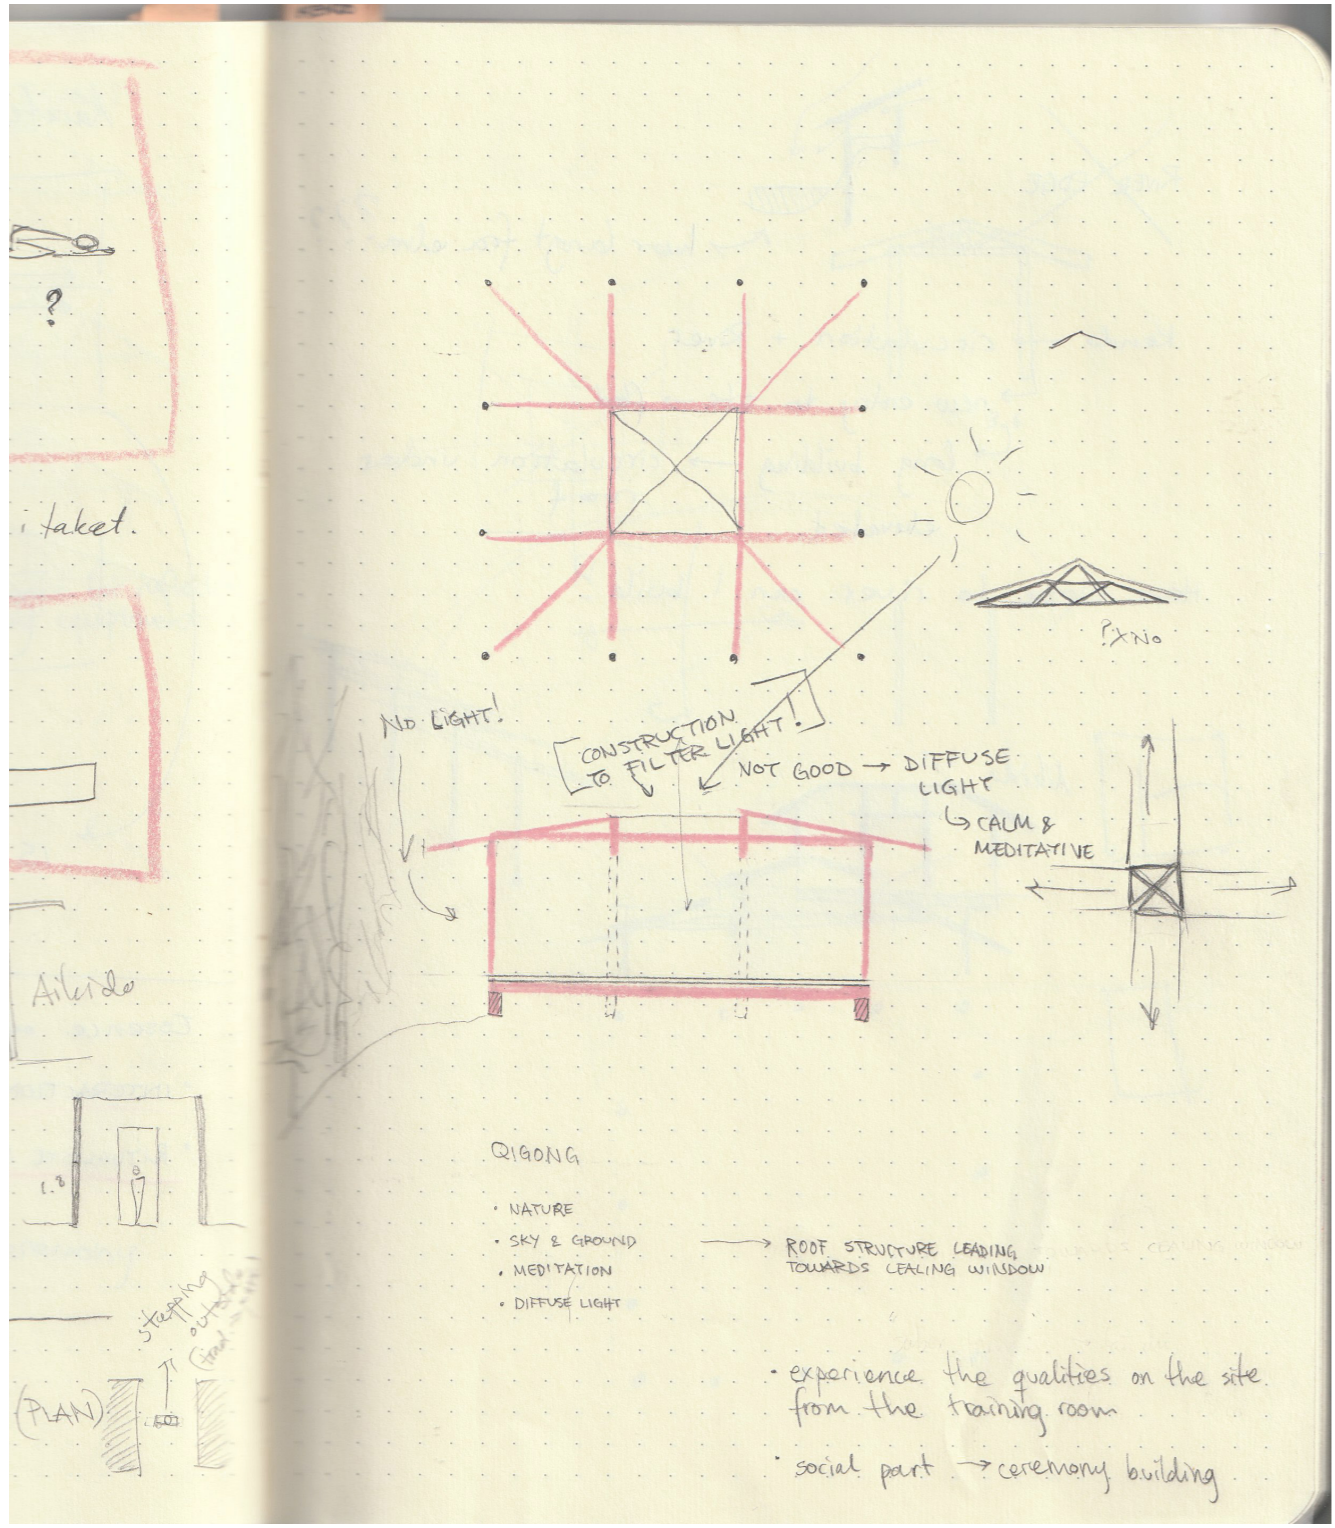 ?
i taket.
Aikido
1.8
stepping
outside
(PLAN)
?X NO
NO LIGHT!
CONSTRUCTION
TO FILTER LIGHT!
NOT GOOD → DIFFUSE
LIGHT
↳ CALM &
MEDITATIVE
QIGONG
• NATURE
• SKY & GROUND → ROOF STRUCTURE LEADING
TOWARDS CEALING WINDOW
• MEDITATION
• DIFFUSE LIGHT
• experience the qualities on the site
from the training room
• social part → ceremony building